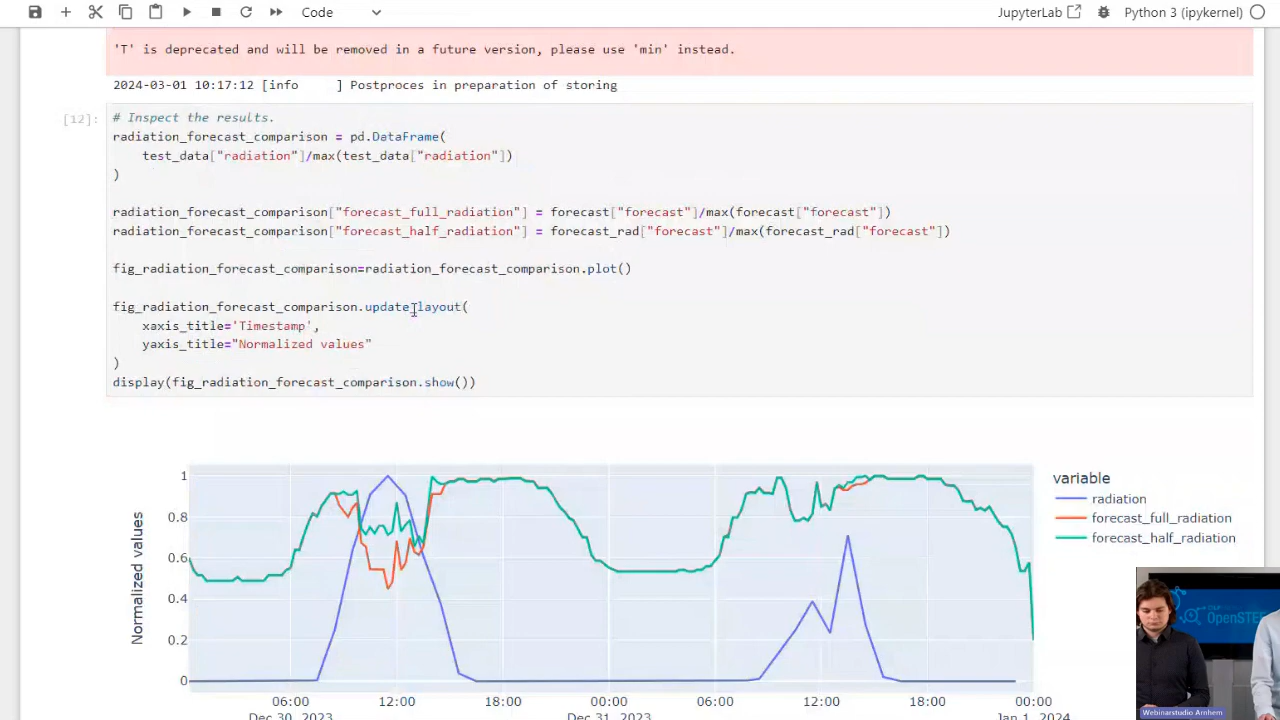 Code
JupyterLab
Python 3 (ipykernel)
'T' is deprecated and will be removed in a future version, please use 'min' instead.
2024-03-01 10:17:12 [info     ] Postproces in preparation of storing
[12]:
# Inspect the results.
radiation_forecast_comparison = pd.DataFrame(
    test_data["radiation"]/max(test_data["radiation"])
)
radiation_forecast_comparison["forecast_full_radiation"] = forecast["forecast"]/max(forecast["forecast"])
radiation_forecast_comparison["forecast_half_radiation"] = forecast_rad["forecast"]/max(forecast_rad["forecast"])
fig_radiation_forecast_comparison=radiation_forecast_comparison.plot()
fig_radiation_forecast_comparison.update_layout(
    xaxis_title='Timestamp',
    yaxis_title="Normalized values"
)
display(fig_radiation_forecast_comparison.show())
Normalized values
1
0.8
0.6
0.4
0.2
0
06:00
12:00
18:00
00:00
06:00
12:00
18:00
00:00
Dec 30, 2023
Dec 31, 2023
Jan 1, 2024
variable
radiation
forecast_full_radiation
forecast_half_radiation
Webinarstudio Arnhem